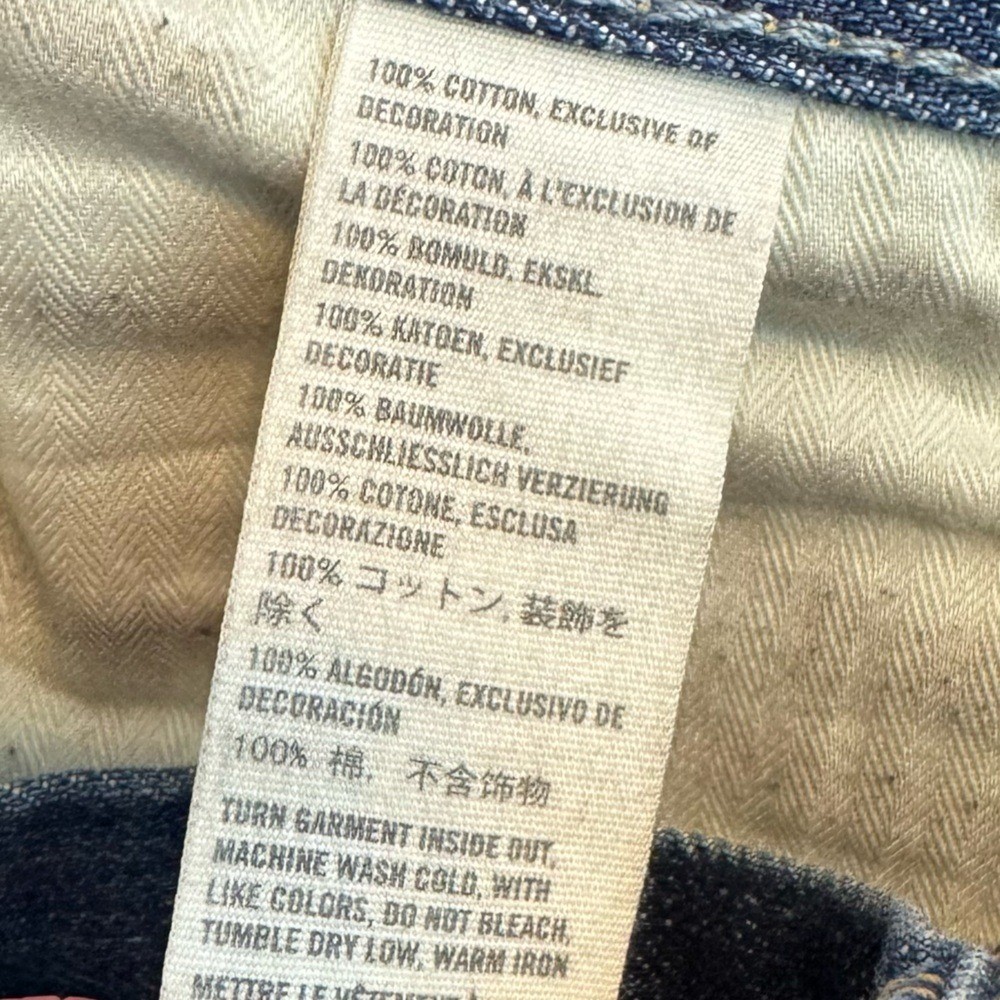 100% COTTON, EXCLUSIVE OF
DECORATION
100% COTON, À L'EXCLUSION DE
LA DÉCORATION
100% BOMULD, EKSKL.
DEKORATION
100% KATOEN, EXCLUSIEF
DECORATIE
100% BAUMWOLLE,
AUSSCHLIESSLICH VERZIERUNG
100% COTONE, ESCLUSA
DECORAZIONE
100% コットン, 装飾を
除く
100% ALGODÓN, EXCLUSIVO DE
DECORACIÓN
100% 棉, 不含饰物
TURN GARMENT INSIDE OUT,
MACHINE WASH COLD, WITH
LIKE COLORS, DO NOT BLEACH,
TUMBLE DRY LOW, WARM IRON
METTRE LE VÊTEMENT À